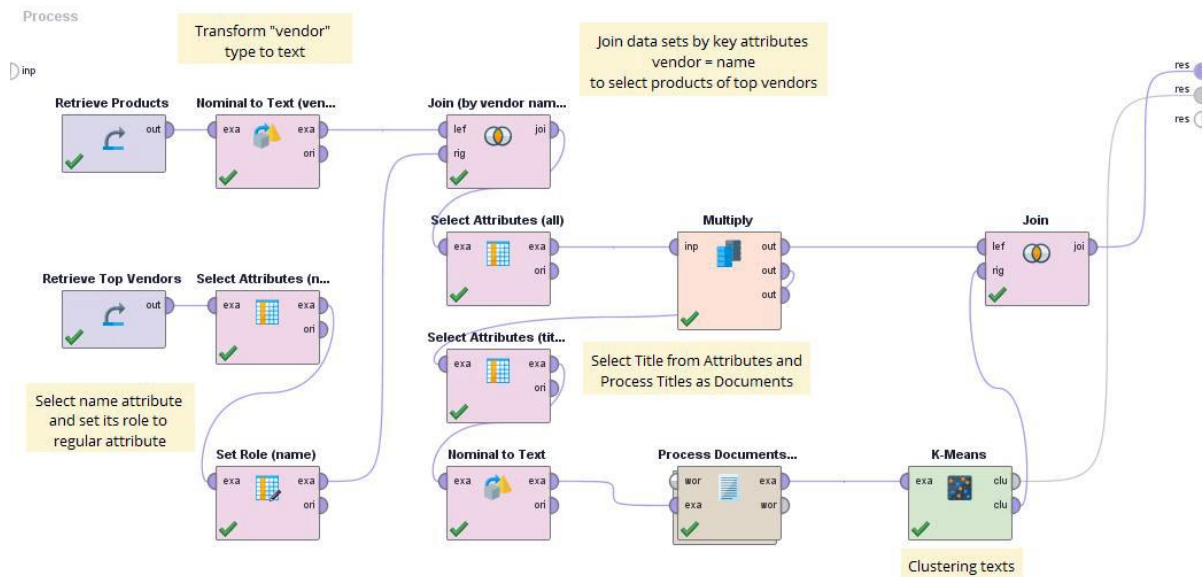 Process
Transform "vendor"
type to text
Join data sets by key attributes
vendor = name
to select products of top vendors
inp
res
res
res
Retrieve Products
out
Nominal to Text (ven...
exa
exa
ori
Join (by vendor nam...
lef
joi
rig
Select Attributes (all)
exa
exa
ori
Multiply
inp
out
out
out
Join
lef
joi
rig
Retrieve Top Vendors
out
Select Attributes (n...
exa
exa
ori
Select Attributes (tit...
exa
exa
ori
Select Title from Attributes and
Process Titles as Documents
Select name attribute
and set its role to
regular attribute
Set Role (name)
exa
exa
ori
Nominal to Text
exa
exa
ori
Process Documents...
wor
exa
exa
wor
K-Means
exa
clu
clu
Clustering texts